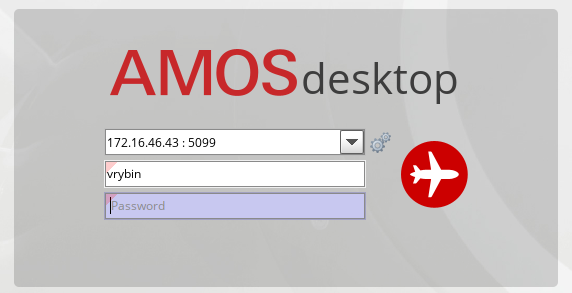 AMOSdesktop
172.16.46.43 : 5099
vrybin
Password